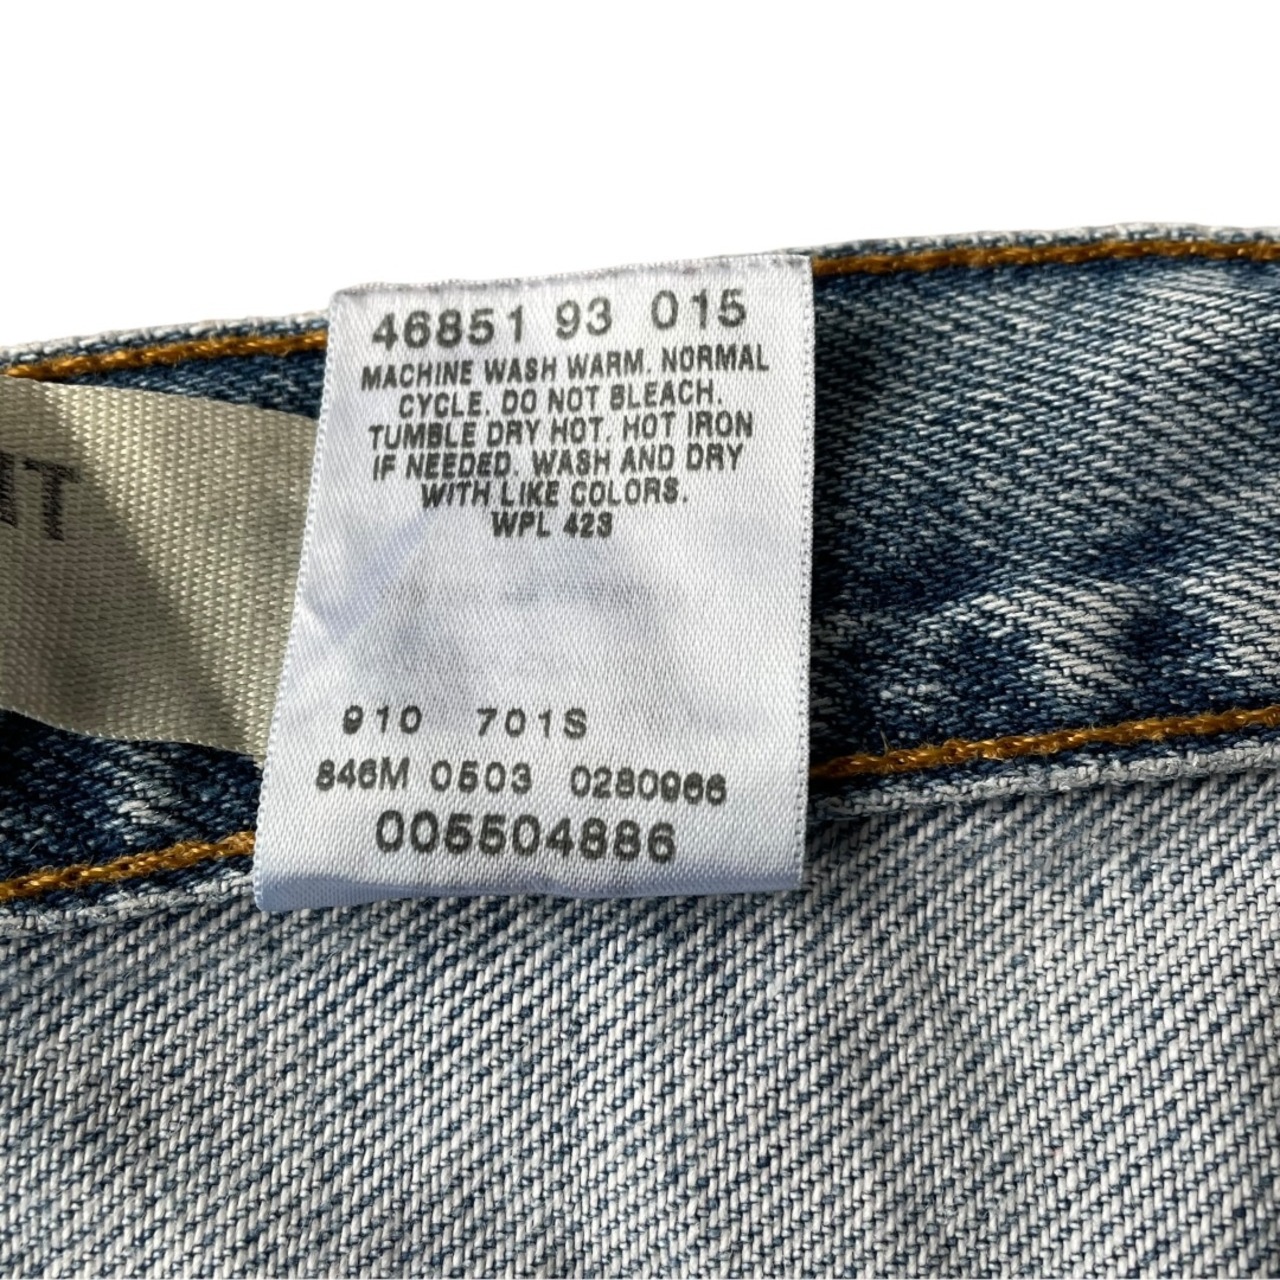 46851 93 015
MACHINE WASH WARM. NORMAL
CYCLE. DO NOT BLEACH.
TUMBLE DRY HOT. HOT IRON
IF NEEDED. WASH AND DRY
WITH LIKE COLORS.
WPL 423
910 701S
846M 0503 0280966
005504886